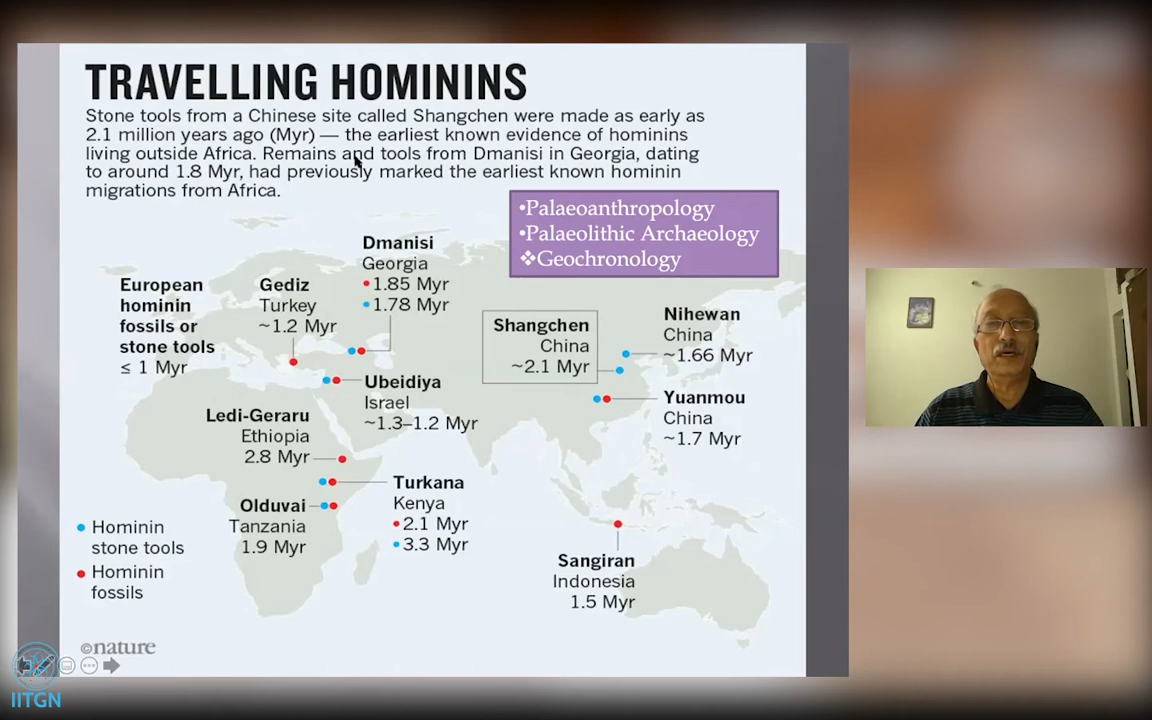 TRAVELLING HOMININS
Stone tools from a Chinese site called Shangchen were made as early as
2.1 million years ago (Myr) — the earliest known evidence of hominins
living outside Africa. Remains and tools from Dmanisi in Georgia, dating
to around 1.8 Myr, had previously marked the earliest known hominin
migrations from Africa.
•Palaeoanthropology
•Palaeolithic Archaeology
❖Geochronology
Dmanisi
Georgia
•1.85 Myr
•1.78 Myr
European
hominin
fossils or
stone tools
≤ 1 Myr
Gediz
Turkey
~1.2 Myr
Shangchen
China
~2.1 Myr
Nihewan
China
~1.66 Myr
Ubeidiya
Israel
~1.3–1.2 Myr
Yuanmou
China
~1.7 My
Ledi-Geraru
Ethiopia
2.8 Myr
Turkana
Kenya
•2.1 Myr
•3.3 Myr
Olduvai
Tanzania
1.9 Myr
Hominin
stone tools
Hominin
fossils
Sangiran
Indonesia
1.5 Myr
©nature
IITGN